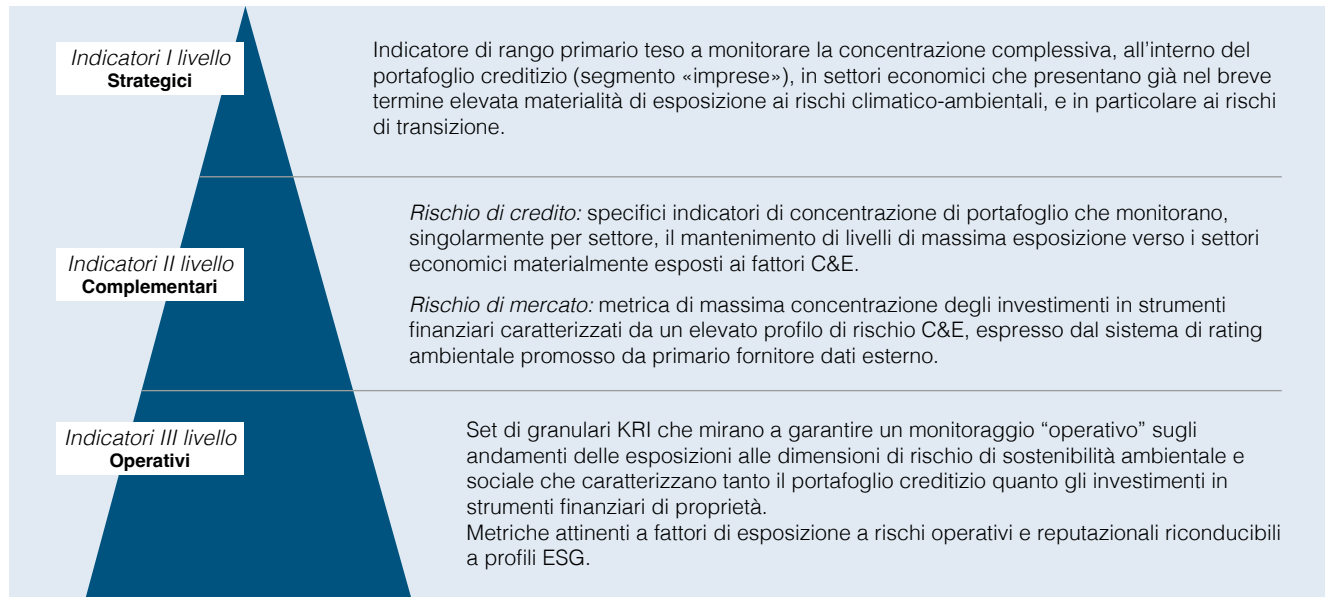 Indicatori I livello
Strategici
Indicatore di rango primario teso a monitorare la concentrazione complessiva, all'interno del
portafoglio creditizio (segmento «imprese»), in settori economici che presentano già nel breve
termine elevata materialità di esposizione ai rischi climatico-ambientali, e in particolare ai rischi
di transizione.
Indicatori II livello
Complementari
Rischio di credito: specifici indicatori di concentrazione di portafoglio che monitorano,
singolarmente per settore, il mantenimento di livelli di massima esposizione verso i settori
economici materialmente esposti ai fattori C&E.
Rischio di mercato: metrica di massima concentrazione degli investimenti in strumenti
finanziari caratterizzati da un elevato profilo di rischio C&E, espresso dal sistema di rating
ambientale promosso da primario fornitore dati esterno.
Indicatori III livello
Operativi
Set di granulari KRI che mirano a garantire un monitoraggio “operativo” sugli
andamenti delle esposizioni alle dimensioni di rischio di sostenibilità ambientale e
sociale che caratterizzano tanto il portafoglio creditizio quanto gli investimenti in
strumenti finanziari di proprietà.
Metriche attinenti a fattori di esposizione a rischi operativi e reputazionali riconducibili
a profili ESG.